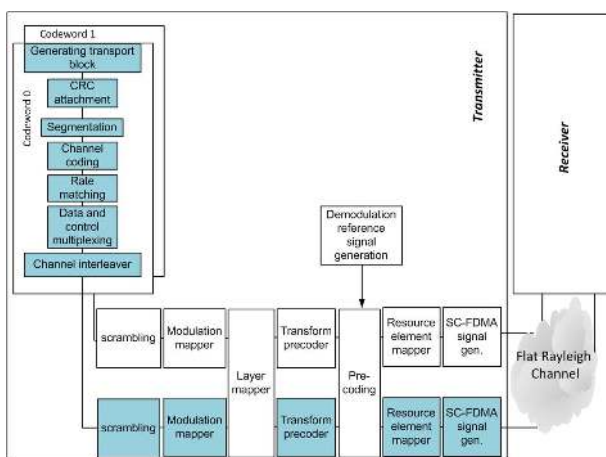 Codeword 1
Codeword 0
Generating transport
block
CRC
attachment
Segmentation
Channel
coding
Rate
matching
Data and
control
multiplexing
Channel interleaver
Transmitter
Receiver
Demodulation
reference
signal
generation
scrambling
Modulation
mapper
Layer
mapper
Transform
precoder
Pre-
coding
Resource
element
mapper
SC-FDMA
signal
gen.
Flat Rayleigh
Channel
scrambling
Modulation
mapper
Transform
precoder
Resource
element
mapper
SC-FDMA
signal
gen.